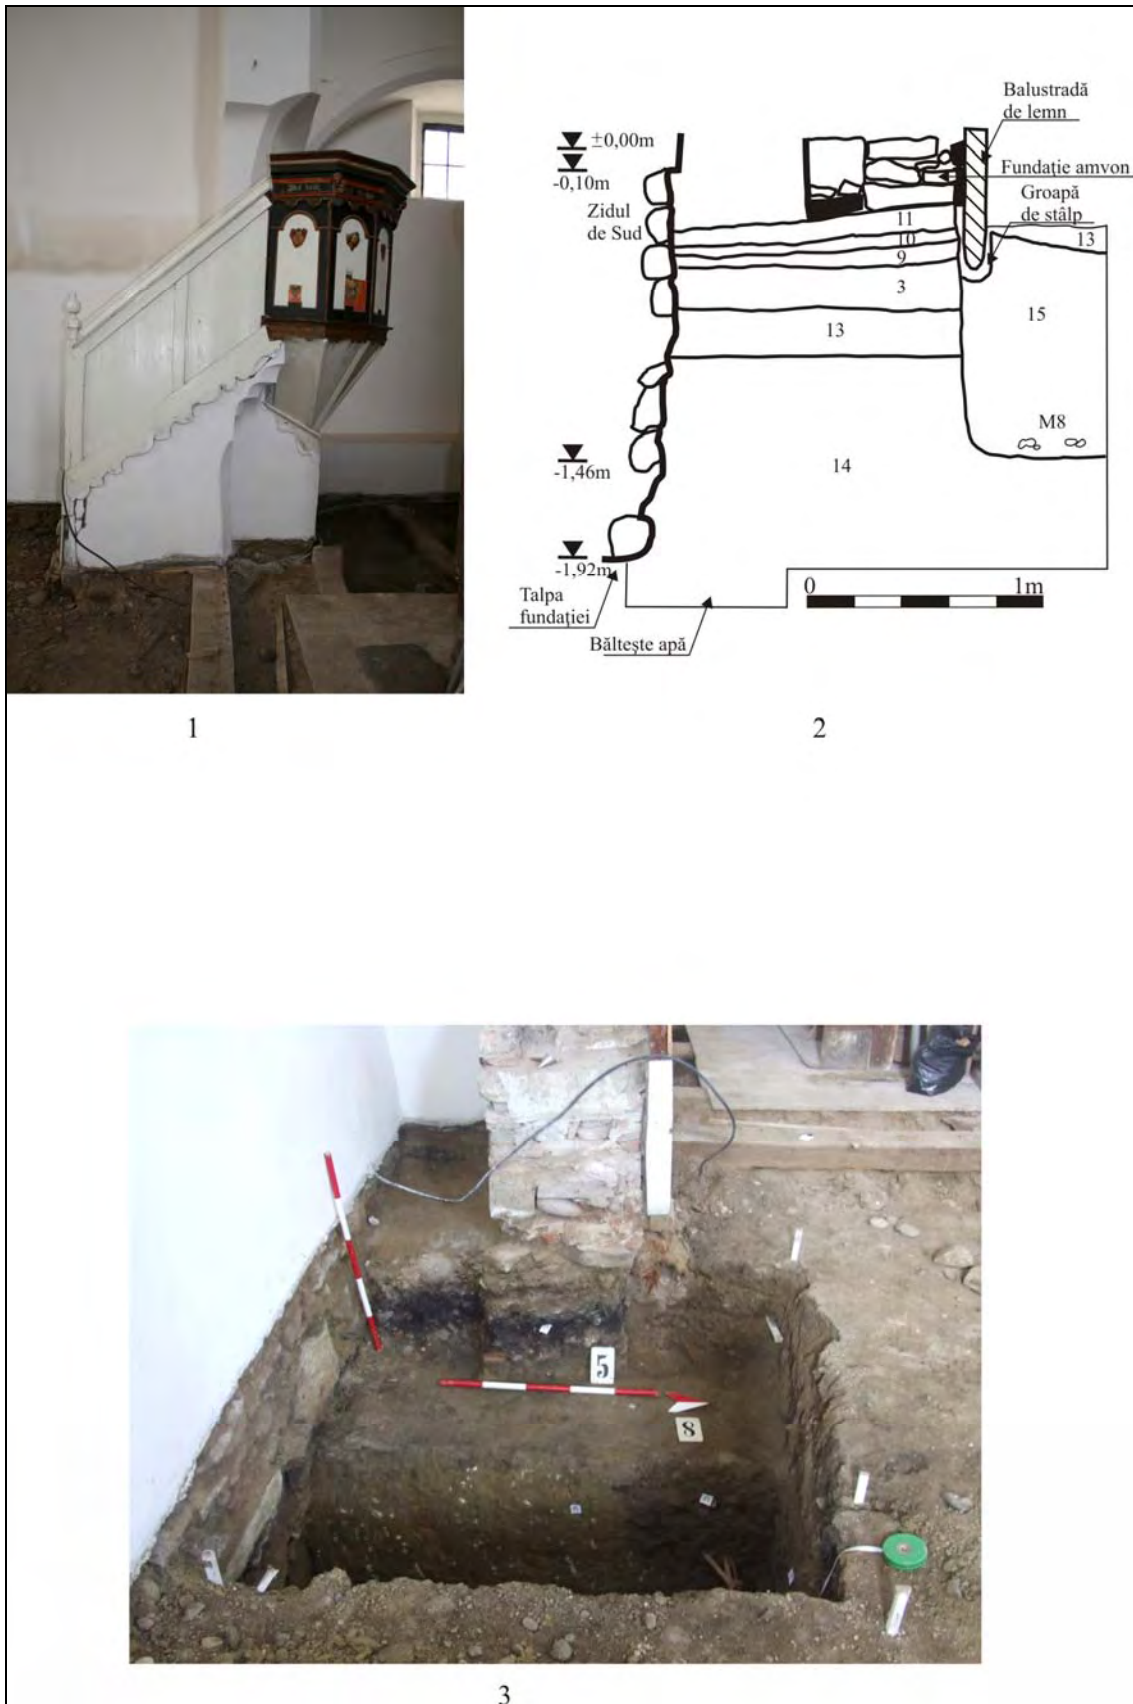 Balustradă
de lemn
±0,00m
Fundație amvon
-0,10m
Groapă
de stâlp
Zidul
de Sud
11
10
13
9
3
15
13
M8
14
-1,46m
-1,92m
0 1m
Talpa
fundației
Băltește apă
1
2
5
8
3